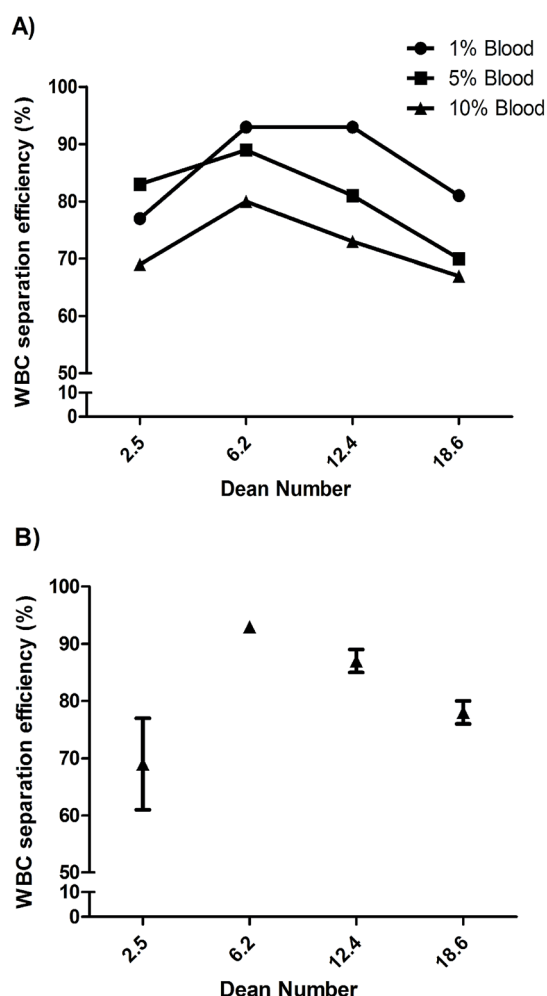 A)
1% Blood
5% Blood
10% Blood
WBC separation efficiency (%)
100
90
80
70
60
50
10
0
2.5 6.2 12.4 18.6
Dean Number
B)
WBC separation efficiency (%)
100
90
80
70
60
50
10
0
2.5 6.2 12.4 18.6
Dean Number